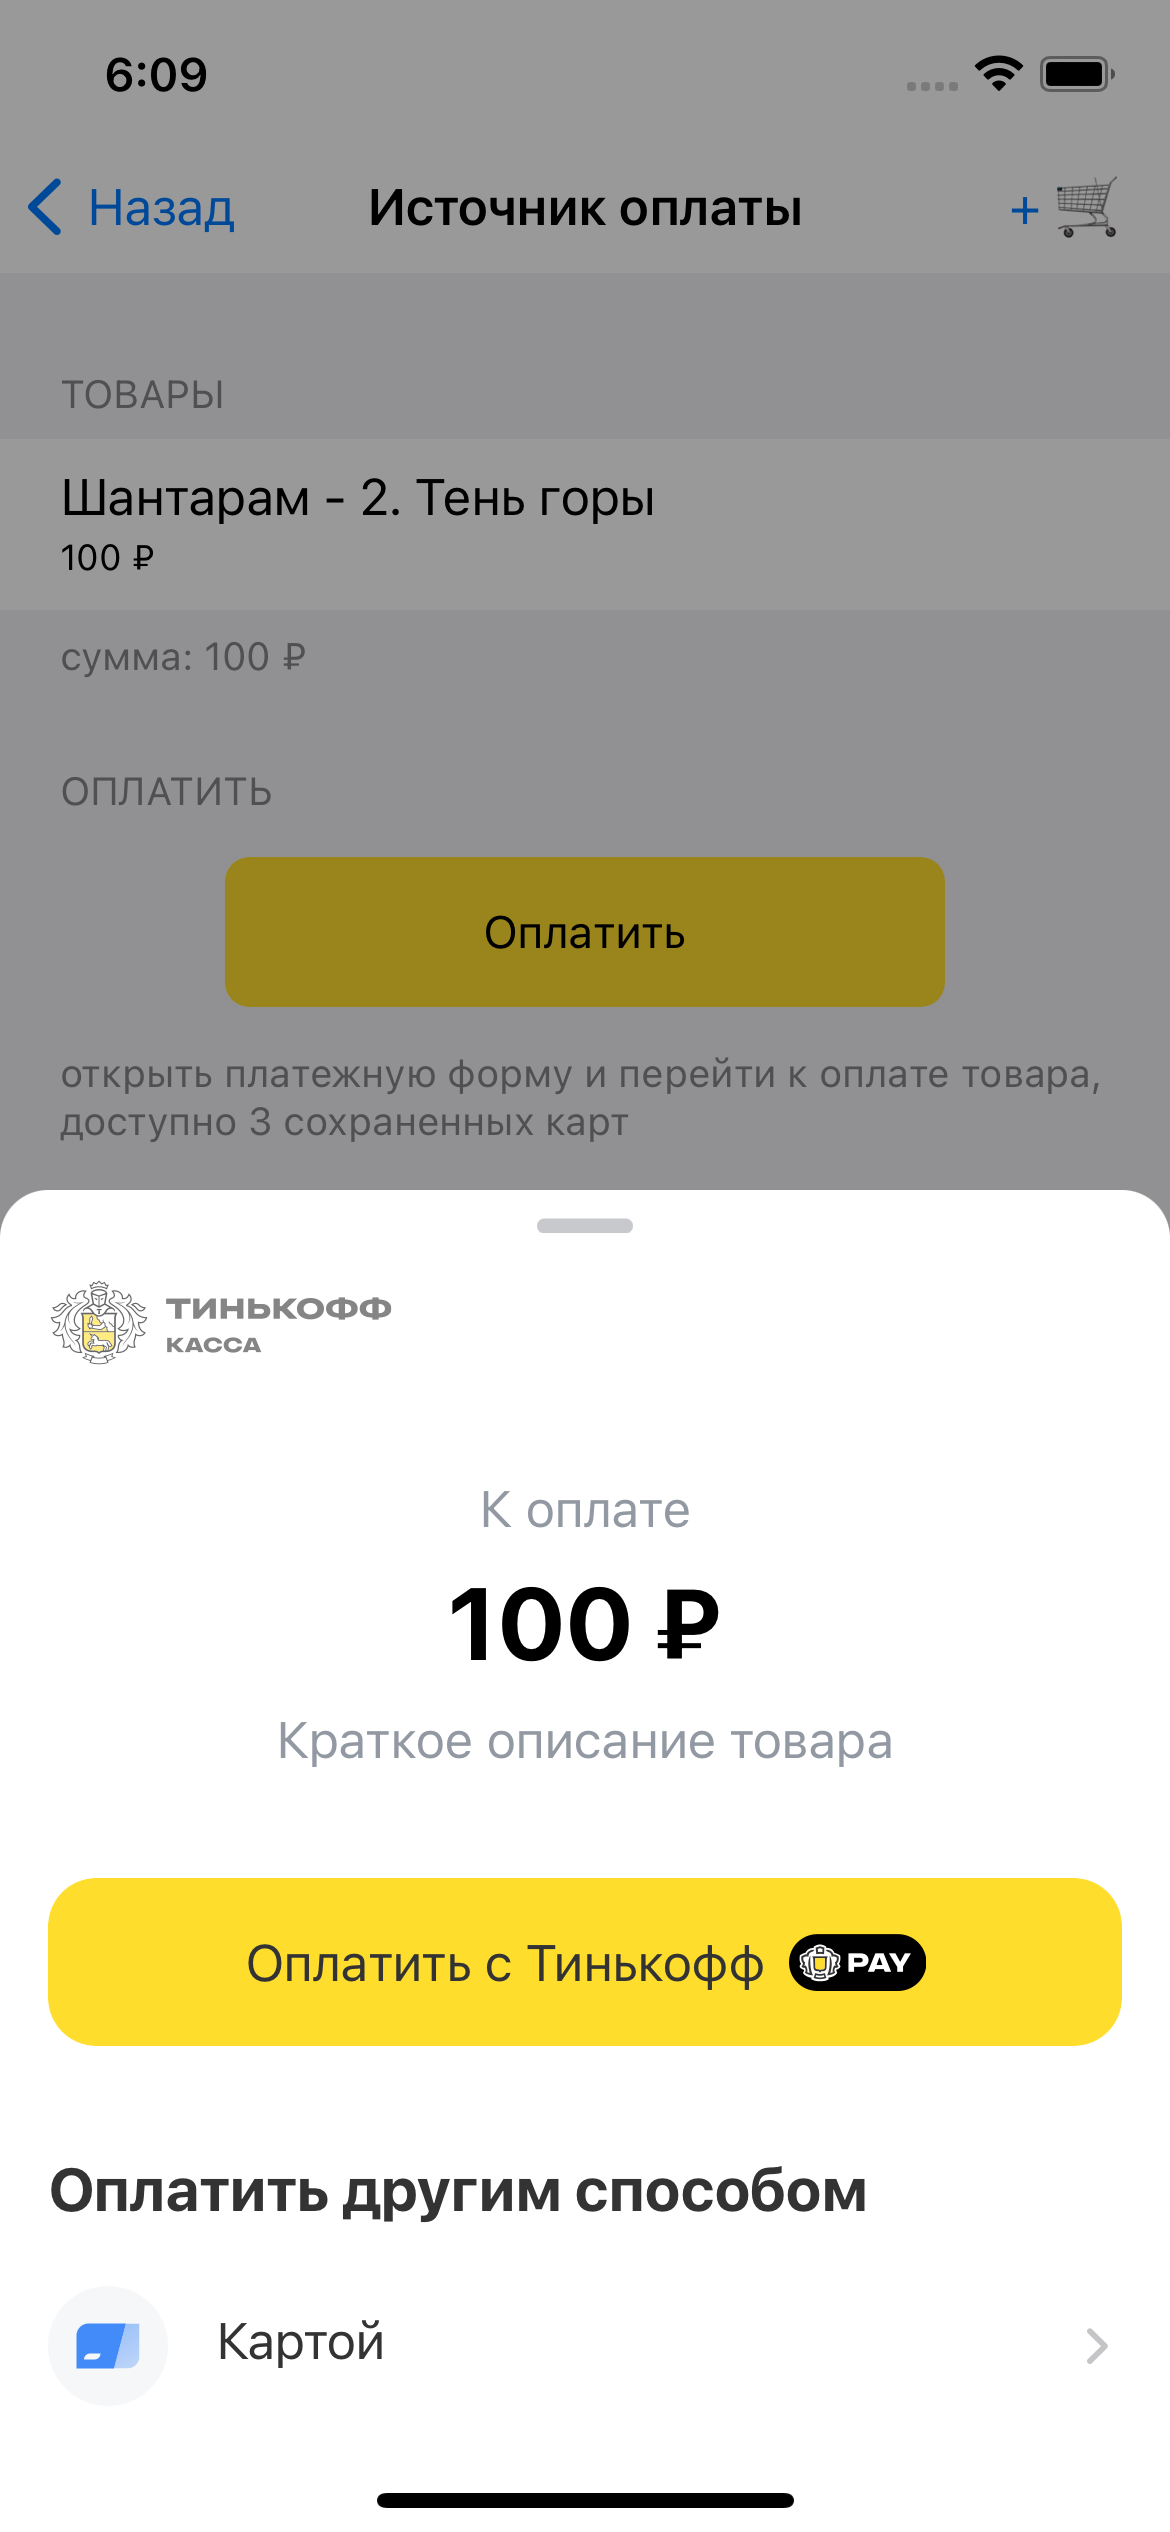 6:09
Назад
Источник оплаты
+
ТОВАРЫ
Шантарам - 2. Тень горы
100 ₽
сумма: 100 ₽
ОПЛАТИТЬ
Оплатить
открыть платежную форму и перейти к оплате товара,
доступно 3 сохраненных карт
ТИНЬКОФФ
КАССА
К оплате
100 ₽
Краткое описание товара
Оплатить с Тинькофф PAY
Оплатить другим способом
Картой